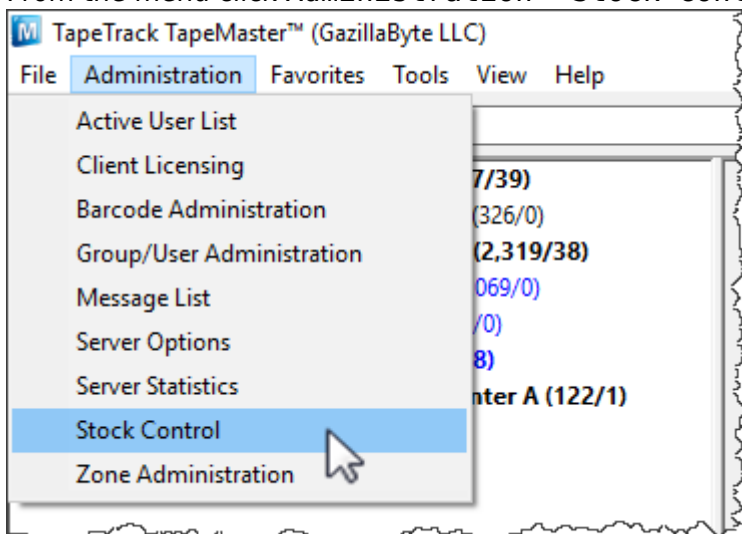 TapeTrack TapeMaster™ (GazillaByte LLC)
File Administration Favorites Tools View Help
Active User List
Client Licensing
7/39)
Barcode Administration
(326/0)
Group/User Administration
(2,319/38)
Message List
069/0)
Server Options
/0)
8)
Server Statistics
nter A (122/1)
Stock Control
Zone Administration